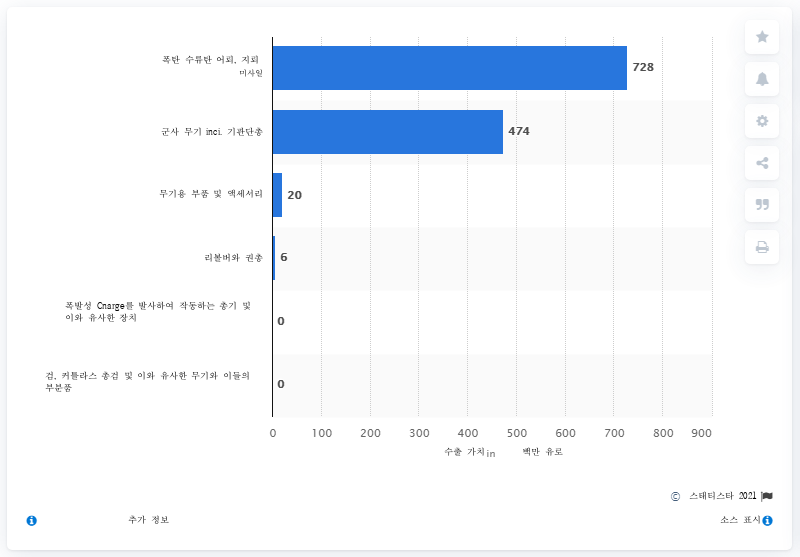 폭탄 수류탄 어뢰, 지뢰
미사일
728
군사 무기 inci. 기관단총
474
무기용 부품 및 액세서리
20
리볼버와 권총
6
폭발성 Cnarge를 발사하여 작동하는 총기 및
이와 유사한 장치
0
검, 커틀라스 총검 및 이와 유사한 무기와 이들의
부분품
0
0 100 200 300 400 500 600 700 800 900
수출 가치 in 백만 유로
© 스태티스타 2021
추가 정보
소스 표시